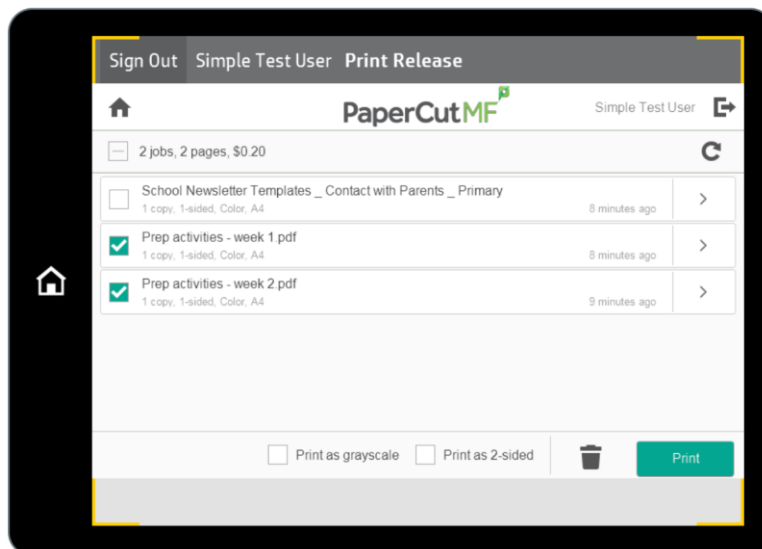 Sign Out Simple Test User Print Release
PaperCutMF Simple Test User
2 jobs, 2 pages, $0.20
School Newsletter Templates _ Contact with Parents _ Primary
1 copy, 1-sided, Color, A4 8 minutes ago
Prep activities - week 1.pdf
1 copy, 1-sided, Color, A4 8 minutes ago
Prep activities - week 2.pdf
1 copy, 1-sided, Color, A4 9 minutes ago
Print as grayscale Print as 2-sided Print